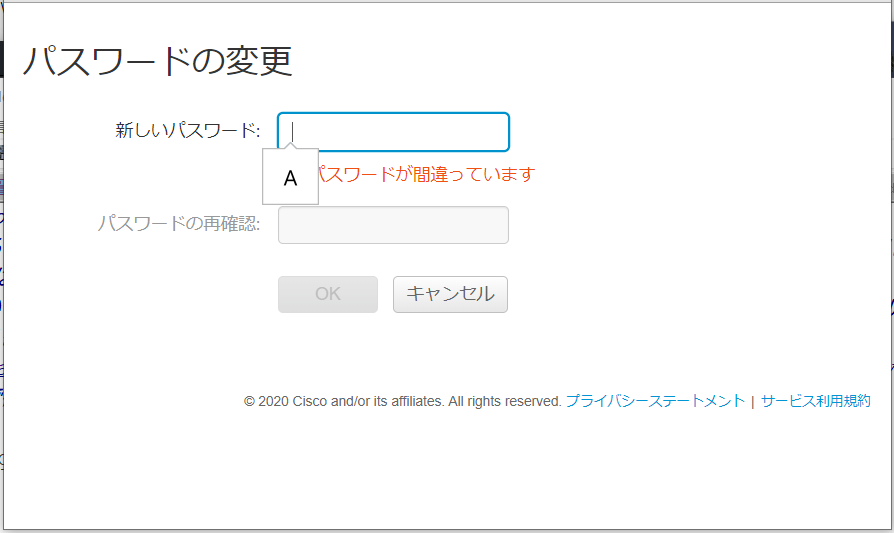 パスワードの変更
新しいパスワード:
A
パスワードが間違っています
パスワードの再確認:
OK キャンセル
© 2020 Cisco and/or its affiliates. All rights reserved. プライバシーステートメント | サービス利用規約